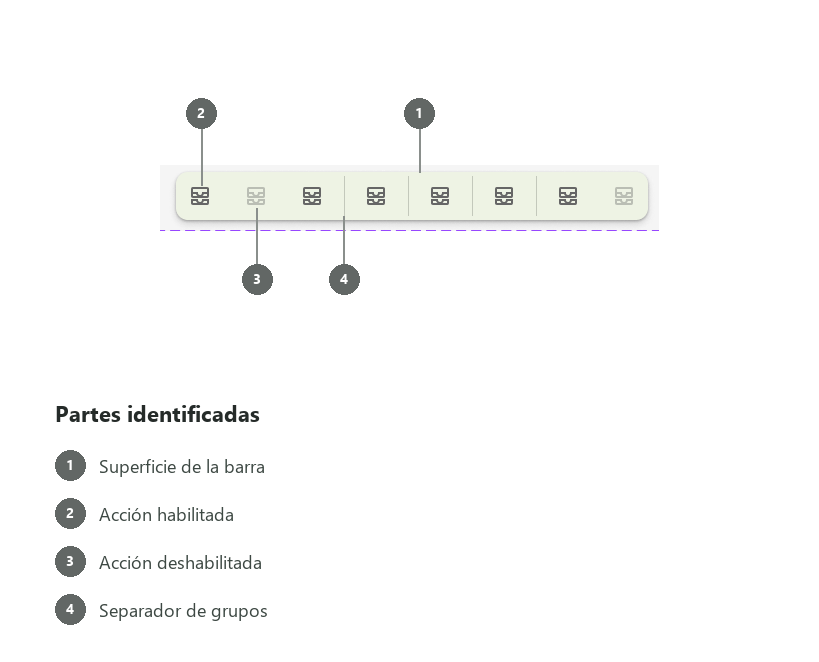 2
1
3
4
Partes identificadas
1 Superficie de la barra
2 Acción habilitada
3 Acción deshabilitada
4 Separador de grupos